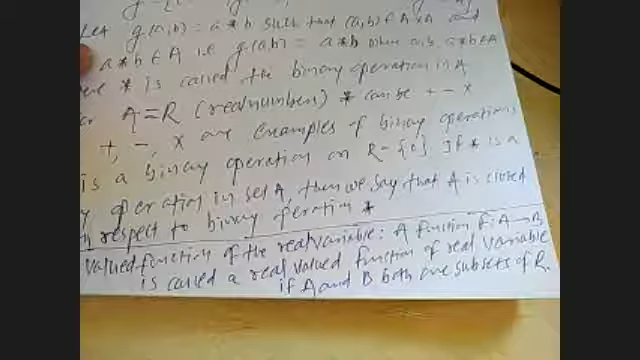 Let g(a,b) = a * b such that (a,b) ∈ A×A and
a * b ∈ A i.e g(a,b) = a * b where a,b, a*b ∈ A
* is called the binary operation in A
A = R (real numbers) * can be + - ×
+, -, × are examples of binary operations
is a binary operation on R-{0} If * is a
operation in set A, then we say that A is closed
respect to binary operation *
valued function of the real variable: A function f: A → B
is called a real valued function of real variable
if A and B both are subsets of R.